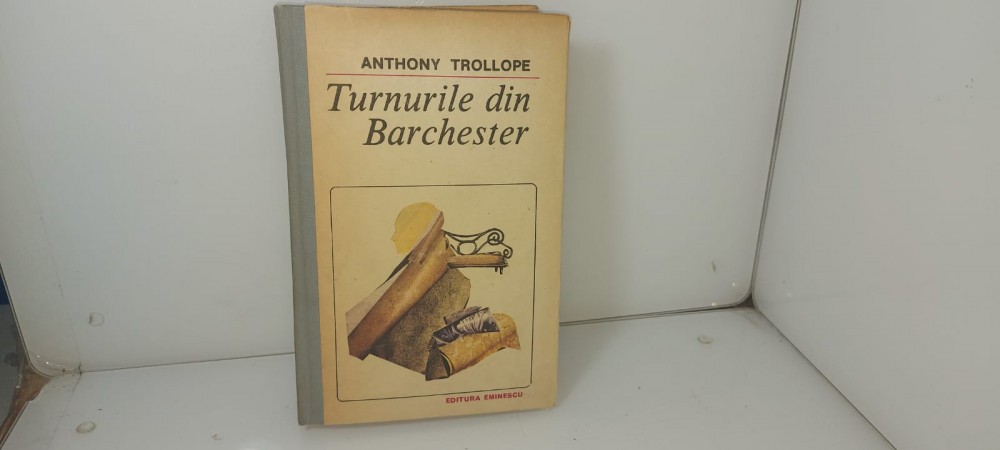 ANTHONY TROLLOPE
Turnurile din
Barchester
EDITURA EMINESCU